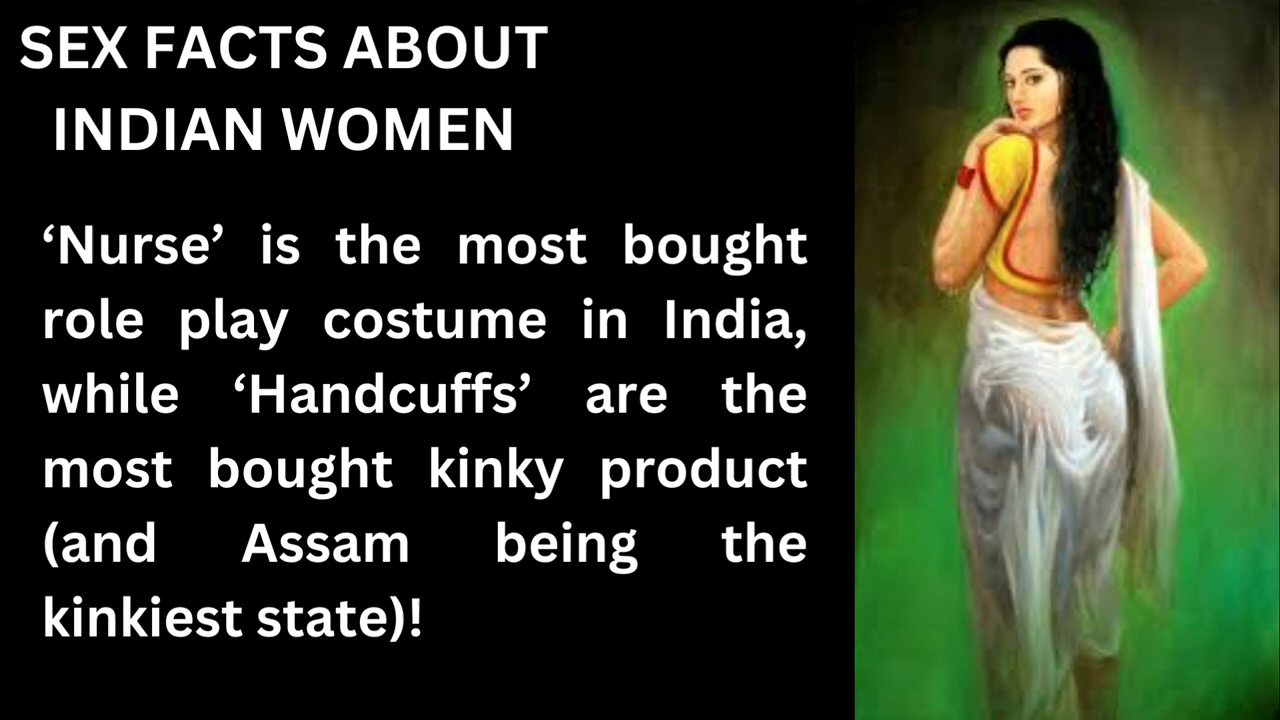 SEX FACTS ABOUT
INDIAN WOMEN
‘Nurse’ is the most bought
role play costume in India,
while ‘Handcuffs’ are the
most bought kinky product
(and Assam being the
kinkiest state)!